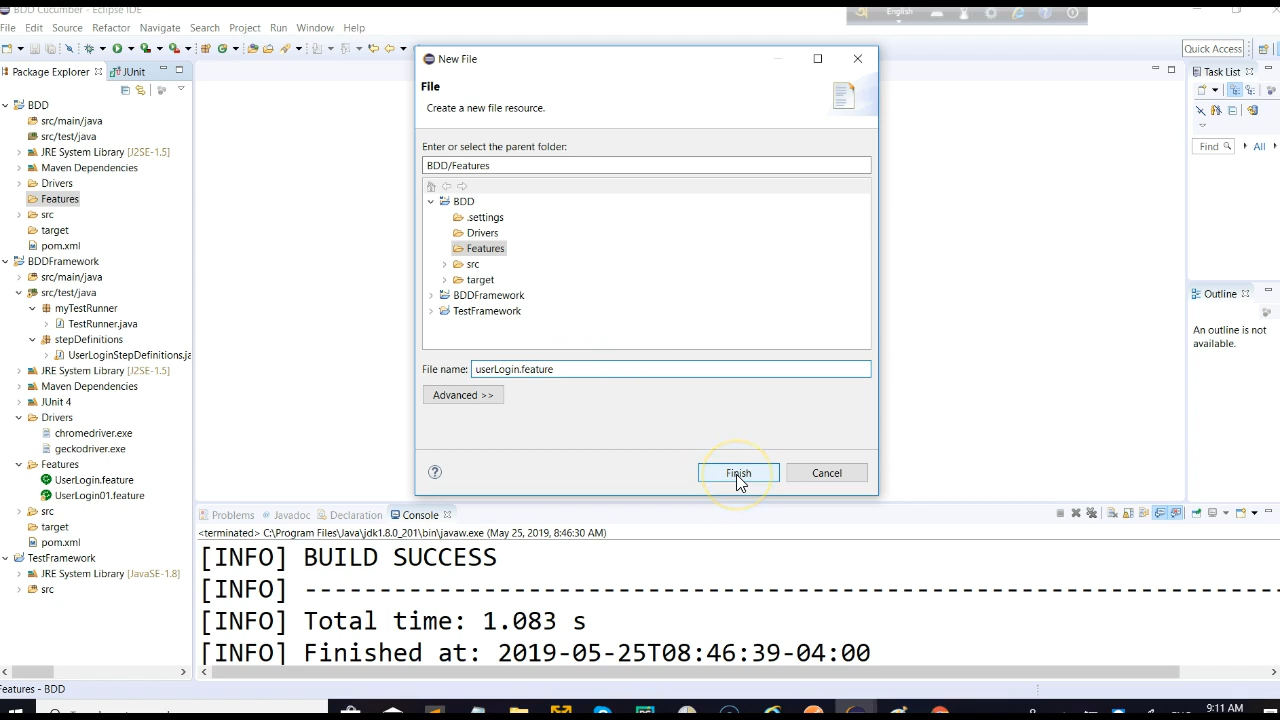 BDD Cucumber - Eclipse IDE
English
File Edit Source Refactor Navigate Search Project Run Window Help
Quick Access
Package Explorer JUnit
BDD
src/main/java
src/test/java
JRE System Library [J2SE-1.5]
Maven Dependencies
Drivers
Features
src
target
pom.xml
BDDFramework
src/main/java
src/test/java
myTestRunner
TestRunner.java
stepDefinitions
UserLoginStepDefinitions.ja
JRE System Library [J2SE-1.5]
Maven Dependencies
JUnit 4
Drivers
chromedriver.exe
geckodriver.exe
Features
UserLogin.feature
UserLogin01.feature
src
target
pom.xml
TestFramework
JRE System Library [JavaSE-1.8]
src
New File
File
Create a new file resource.
Enter or select the parent folder:
BDD/Features
BDD
.settings
Drivers
Features
src
target
BDDFramework
TestFramework
File name: userLogin.feature
Advanced >>
Finish Cancel
Task List
Find All
Outline
An outline is not
available.
Problems Javadoc Declaration Console
<terminated> C:\Program Files\Java\jdk1.8.0_201\bin\javaw.exe (May 25, 2019, 8:46:30 AM)
[INFO] BUILD SUCCESS
[INFO] ------------------------------------------------------------------------
[INFO] Total time: 1.083 s
[INFO] Finished at: 2019-05-25T08:46:39-04:00
Features - BDD
9:11 AM